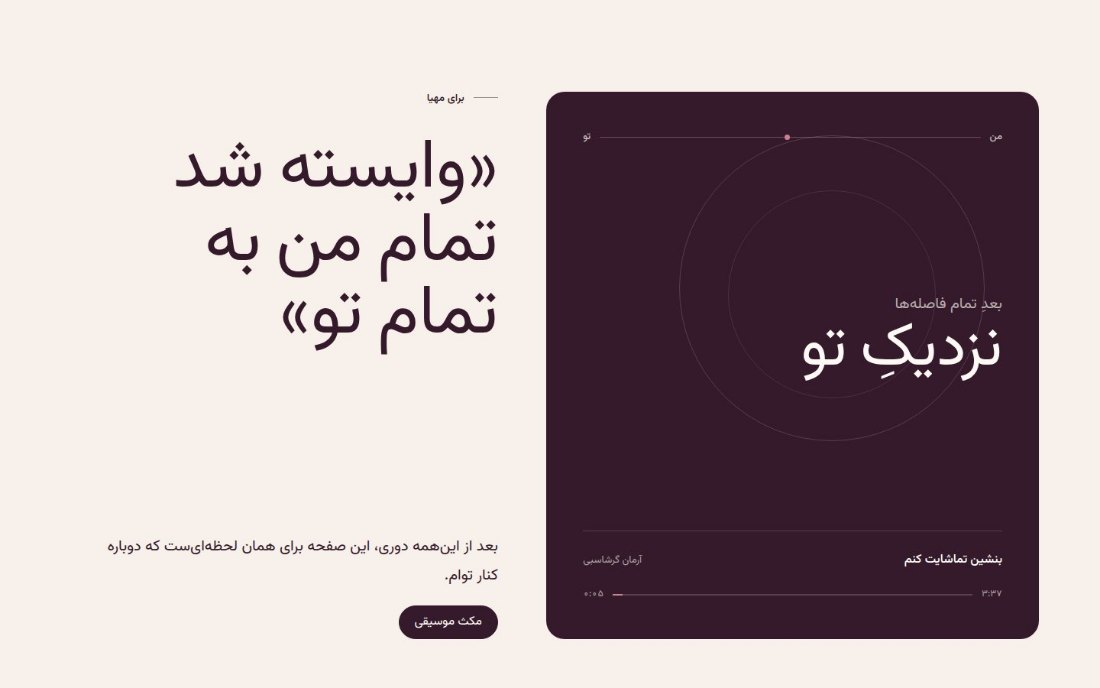 من
تو
بعدِ تمام فاصله‌ها
نزدیکِ تو
بنشین تماشایت کنم
آرمان گرشاسبی
۳:۳۷
۰:۰۵
برای مهیا
«وایسته شد
تمام من به
تمام تو»
بعد از این‌همه دوری، این صفحه برای همان لحظه‌ای‌ست که دوباره
کنار توام.
مکث موسیقی